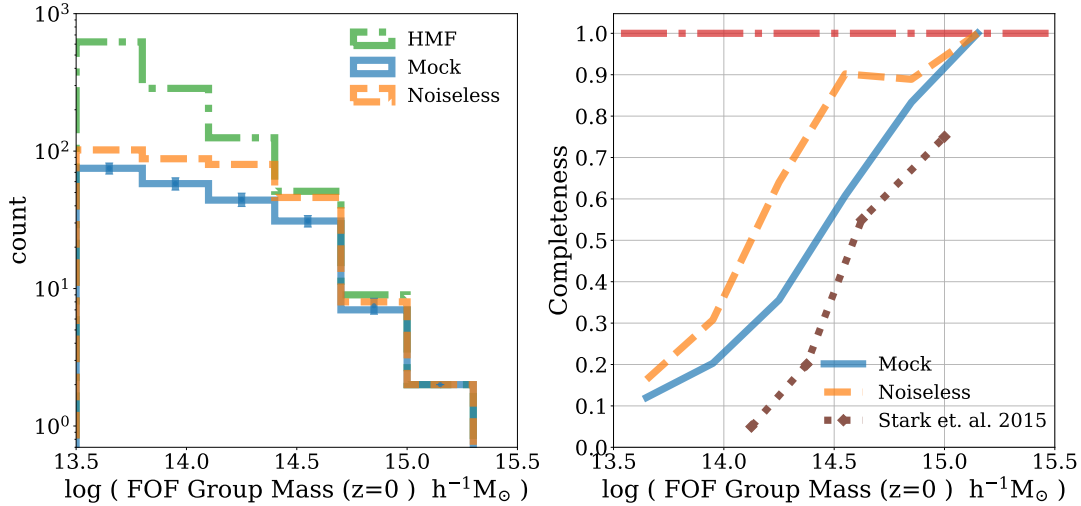 10³
10²
10¹
10⁰
count
HMF
Mock
Noiseless
13.5 14.0 14.5 15.0 15.5
log ( FOF Group Mass (z=0 ) h⁻¹M⊙ )
1.0
0.9
0.8
0.7
0.6
0.5
0.4
0.3
0.2
0.1
0.0
Completeness
Mock
Noiseless
Stark et. al. 2015
13.5 14.0 14.5 15.0 15.5
log ( FOF Group Mass (z=0 ) h⁻¹M⊙ )